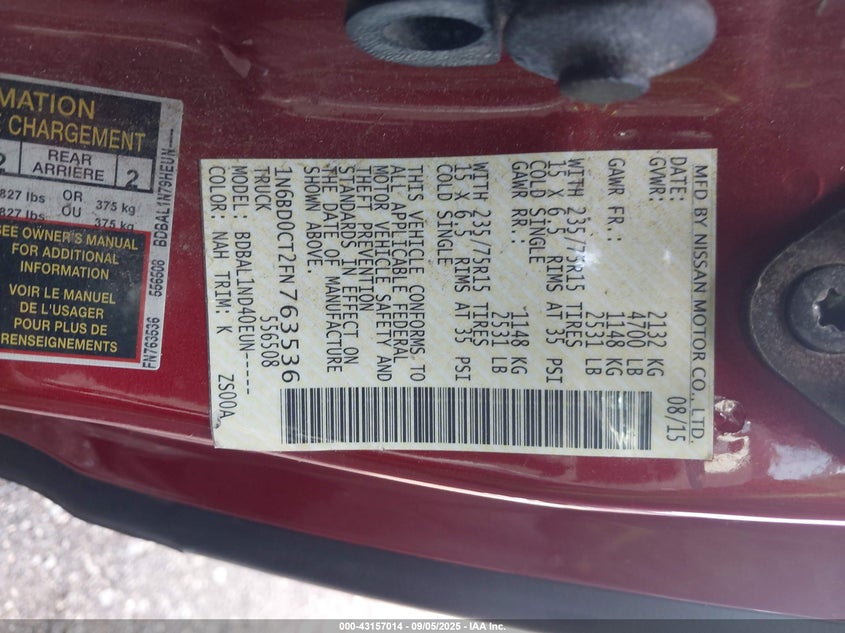 MATION
CHARGEMENT
2
REAR
ARRIÈRE
2
827 lbs OR 375 kg
827 lbs OU 375 kg
SEE OWNER'S MANUAL
FOR ADDITIONAL
INFORMATION
VOIR LE MANUEL
DE L'USAGER
POUR PLUS DE
RENSEIGNEMENTS
FN763536 556508 BDBAL1N79HEUN----
MFD BY NISSAN MOTOR CO., LTD.
DATE: 08/15
GVWR: 2132 KG
4700 LB
GAWR FR.: 1148 KG
2531 LB
WITH 235/75R15 TIRES
15 X 6.5 RIMS AT 35 PSI
COLD SINGLE
GAWR RR.: 1148 KG
2531 LB
WITH 235/75R15 TIRES
15 X 6.5 RIMS AT 35 PSI
COLD SINGLE
THIS VEHICLE CONFORMS TO
ALL APPLICABLE FEDERAL
MOTOR VEHICLE SAFETY AND
THEFT PREVENTION
STANDARDS IN EFFECT ON
THE DATE OF MANUFACTURE
SHOWN ABOVE.
1N6BD0CT2FN763536
TRUCK 556508
MODEL: BDBAL1ND40EUN-----
COLOR: NAH TRIM: K ZS00A
000-43157014 - 09/05/2025 - IAA Inc.